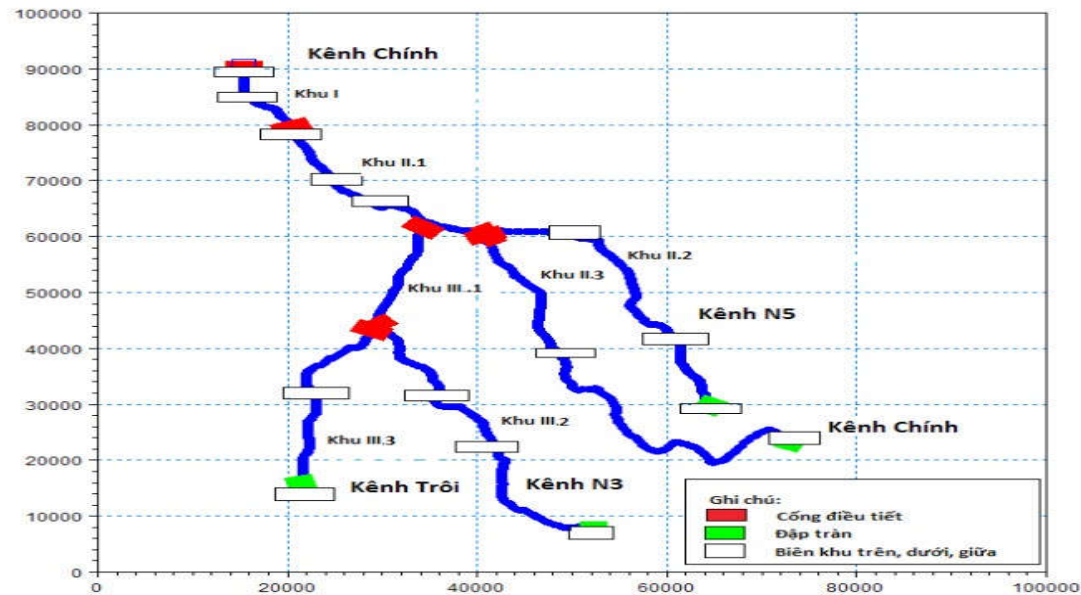 100000
90000
80000
70000
60000
50000
40000
30000
20000
10000
0
Kênh Chính
Khu I
Khu II.1
Khu II.2
Khu II.3
Khu III..1
Kênh N5
Kênh Chính
Khu III.2
Khu III.3
Kênh Trôi
Kênh N3
Ghi chú:
Cống điều tiết
Đập tràn
Biên khu trên, dưới, giữa
0
20000
40000
60000
80000
100000